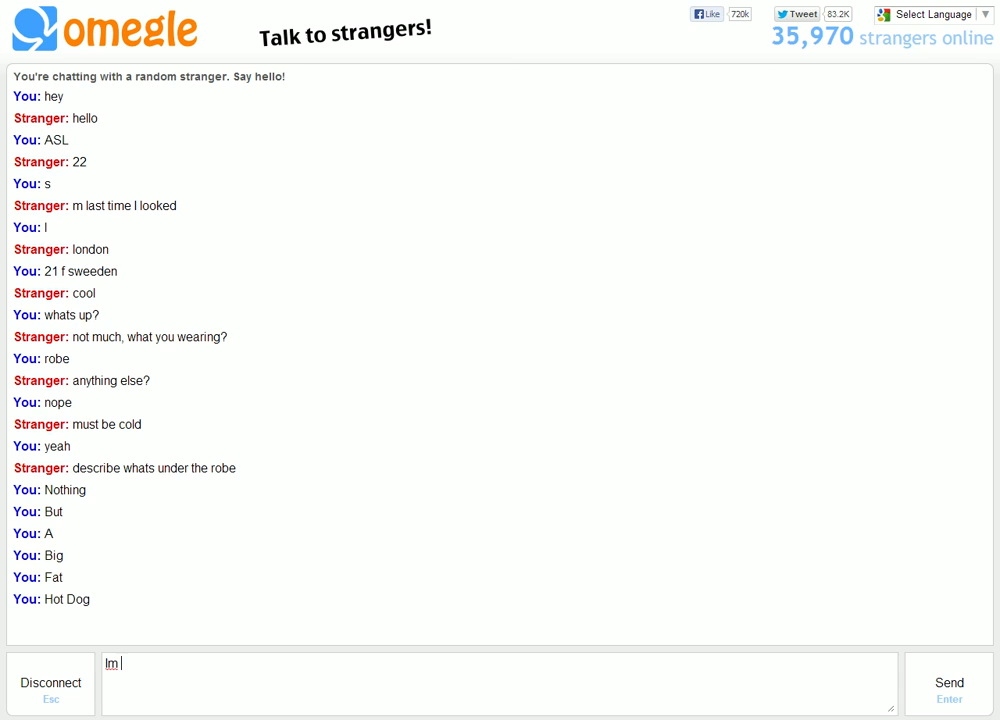 omegle Talk to strangers! Like 720k Tweet 83.2K Select Language
35,970 strangers online
You're chatting with a random stranger. Say hello!
You: hey
Stranger: hello
You: ASL
Stranger: 22
You: s
Stranger: m last time I looked
You: l
Stranger: london
You: 21 f sweeden
Stranger: cool
You: whats up?
Stranger: not much, what you wearing?
You: robe
Stranger: anything else?
You: nope
Stranger: must be cold
You: yeah
Stranger: describe whats under the robe
You: Nothing
You: But
You: A
You: Big
You: Fat
You: Hot Dog
Im
Disconnect
Esc
Send
Enter